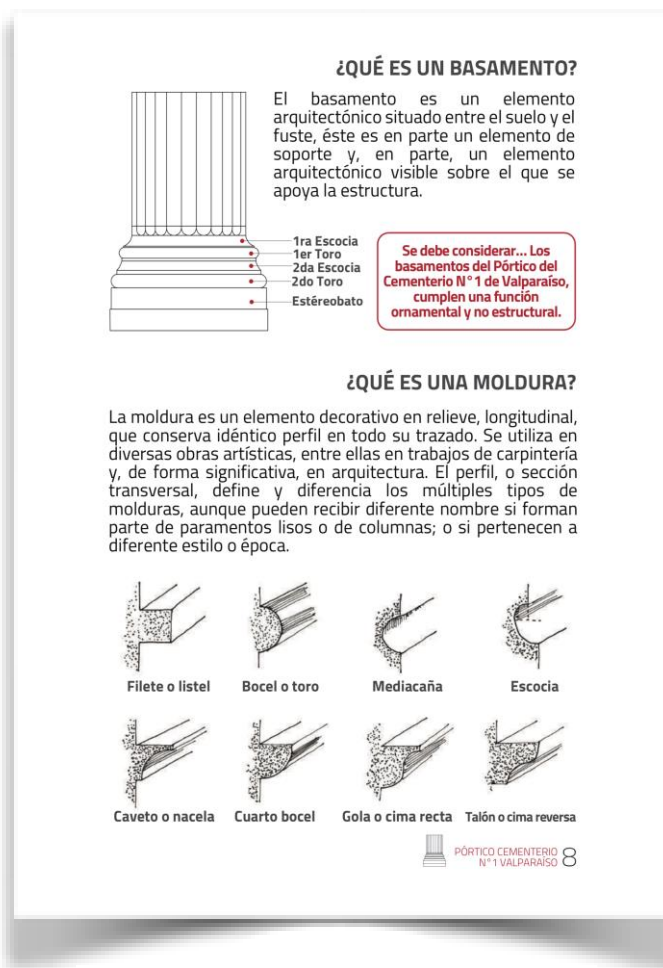 ¿QUÉ ES UN BASAMENTO?
El basamento es un elemento
arquitectónico situado entre el suelo y el
fuste, éste es en parte un elemento de
soporte y, en parte, un elemento
arquitectónico visible sobre el que se
apoya la estructura.
1ra Escocia
1er Toro
2da Escocia
2do Toro
Estéreobato
Se debe considerar... Los
basamentos del Pórtico del
Cementerio N°1 de Valparaíso,
cumplen una función
ornamental y no estructural.
¿QUÉ ES UNA MOLDURA?
La moldura es un elemento decorativo en relieve, longitudinal,
que conserva idéntico perfil en todo su trazado. Se utiliza en
diversas obras artísticas, entre ellas en trabajos de carpintería
y, de forma significativa, en arquitectura. El perfil, o sección
transversal, define y diferencia los múltiples tipos de
molduras, aunque pueden recibir diferente nombre si forman
parte de paramentos lisos o de columnas; o si pertenecen a
diferente estilo o época.
Filete o listel
Bocel o toro
Mediacaña
Escocia
Caveto o nacela
Cuarto bocel
Gola o cima recta
Talón o cima reversa
PÓRTICO CEMENTERIO
N°1 VALPARAÍSO
8